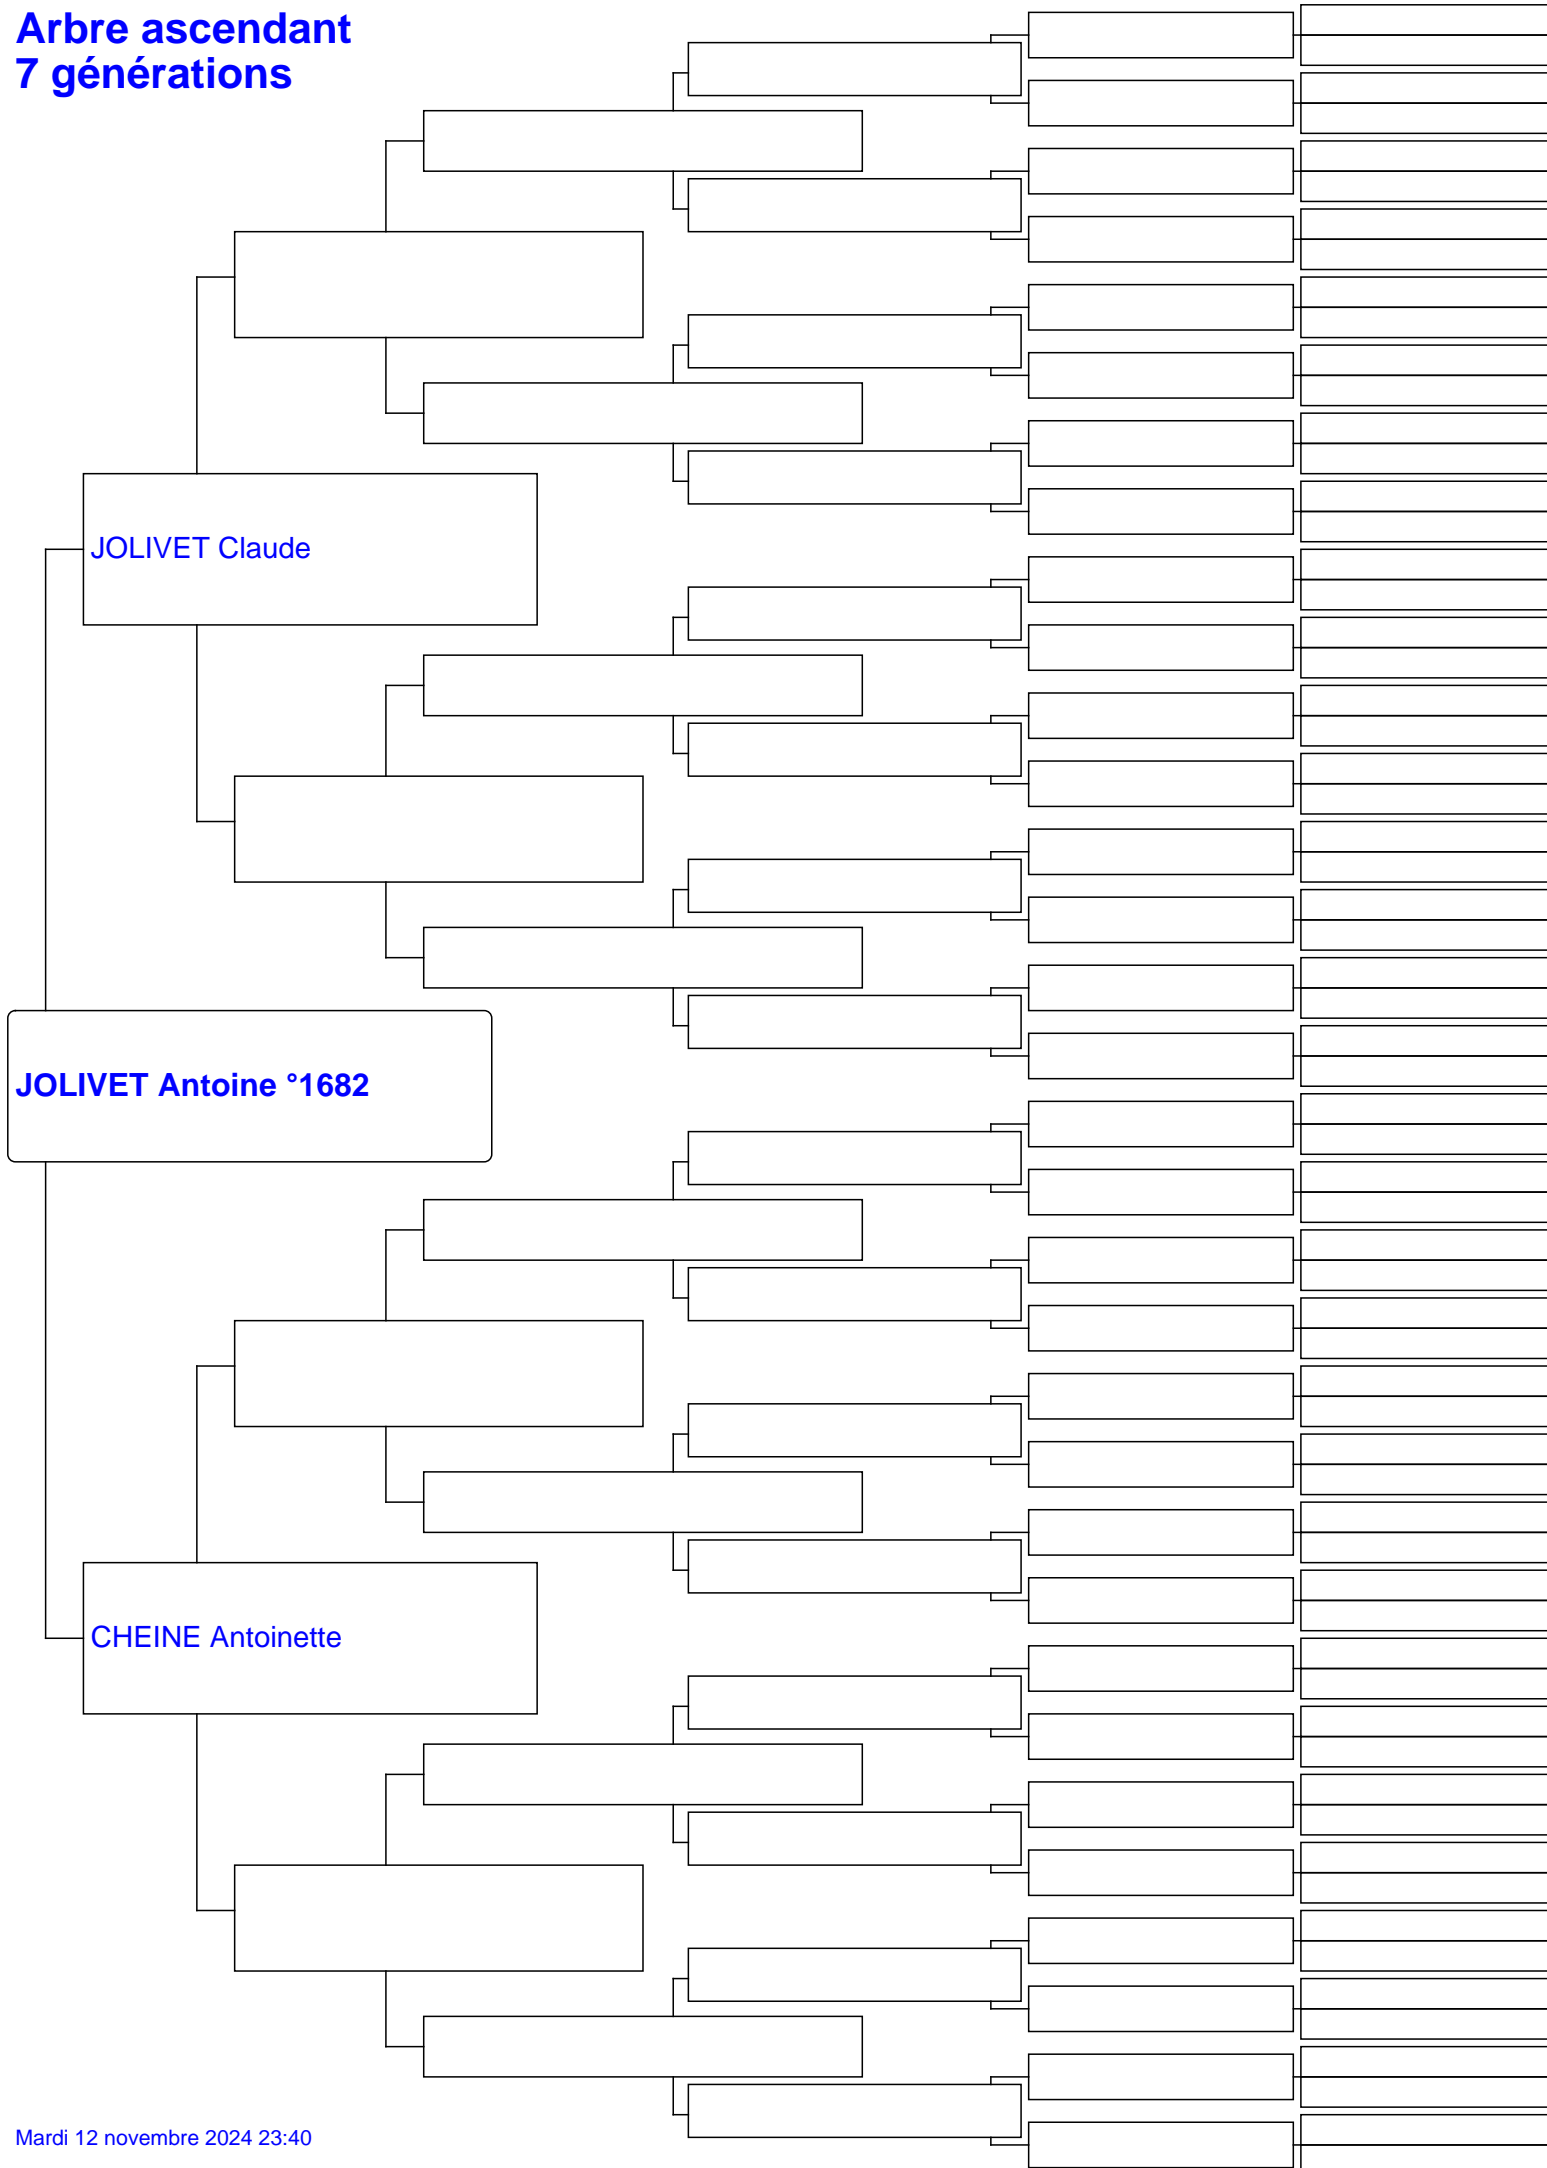 Arbre ascendant
7 générations
JOLIVET Claude
JOLIVET Antoine °1682
CHEINE Antoinette
Mardi 12 novembre 2024 23:40